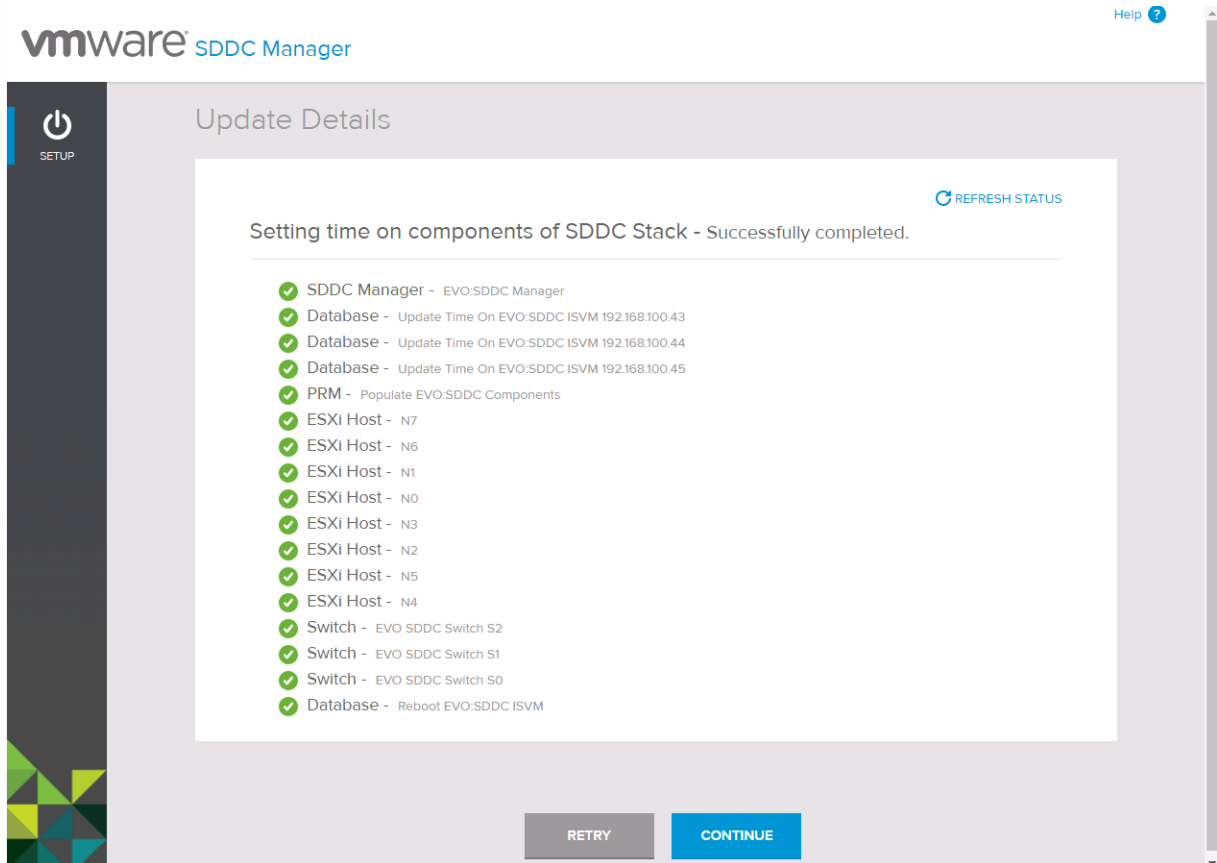 Help ?
vmware SDDC Manager
SETUP
Update Details
REFRESH STATUS
Setting time on components of SDDC Stack - Successfully completed.
SDDC Manager - EVO:SDDC Manager
Database - Update Time On EVO:SDDC ISVM 192.168.100.43
Database - Update Time On EVO:SDDC ISVM 192.168.100.44
Database - Update Time On EVO:SDDC ISVM 192.168.100.45
PRM - Populate EVO:SDDC Components
ESXi Host - N7
ESXi Host - N6
ESXi Host - N1
ESXi Host - N0
ESXi Host - N3
ESXi Host - N2
ESXi Host - N5
ESXi Host - N4
Switch - EVO SDDC Switch S2
Switch - EVO SDDC Switch S1
Switch - EVO SDDC Switch S0
Database - Reboot EVO:SDDC ISVM
RETRY
CONTINUE